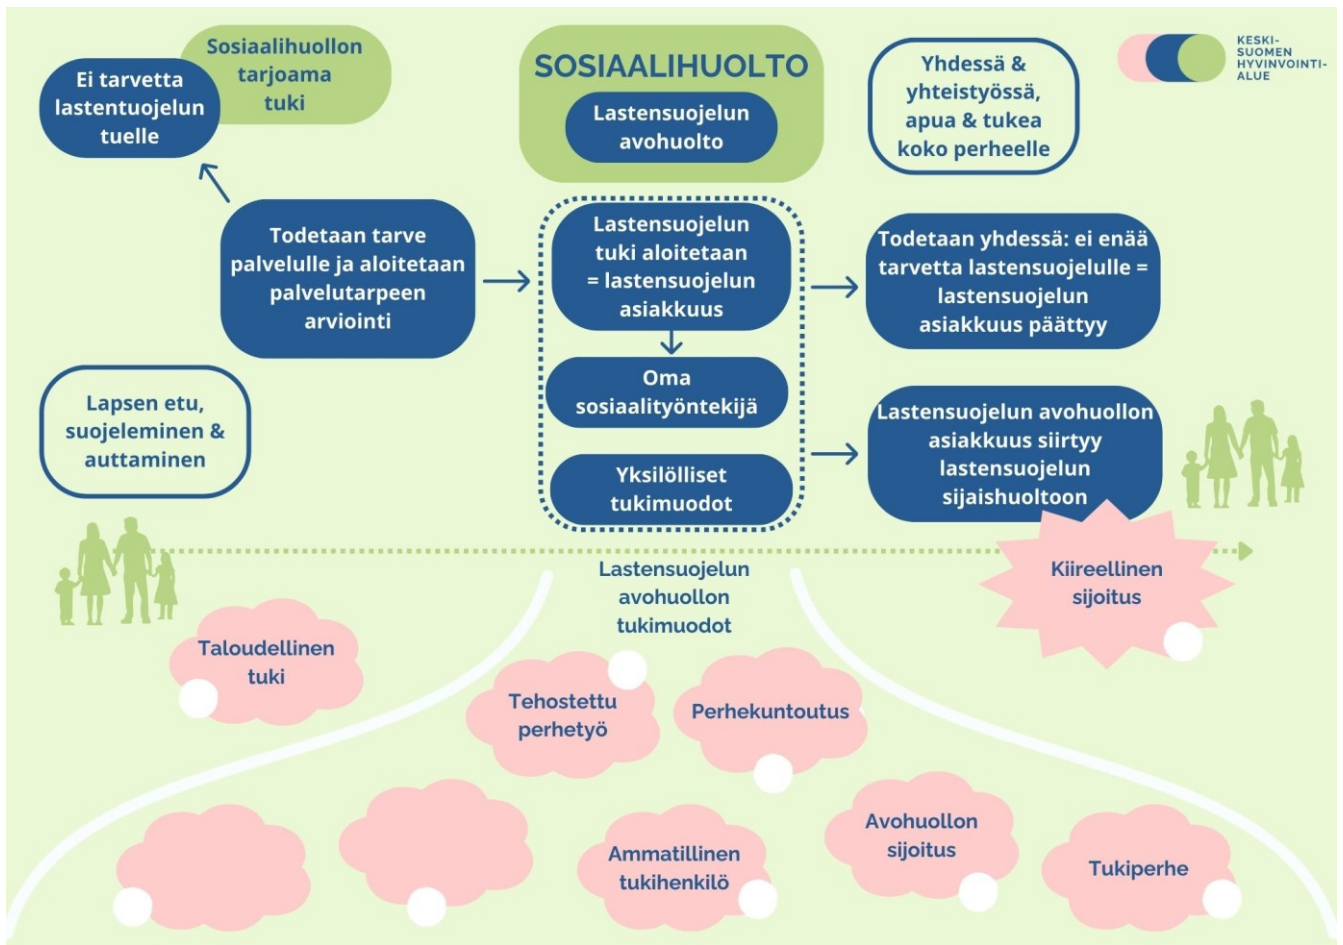 Sosiaalihuollon
tarjoama
tuki
Ei tarvetta
lastentuojelun
tuelle
SOSIAALIHUOLTO
Lastensuojelun
avohuolto
Yhdessä &
yhteistyössä,
apua & tukea
koko perheelle
KESKI-
SUOMEN
HYVINVOINTI-
ALUE
Todetaan tarve
palvelulle ja aloitetaan
palvelutarpeen
arviointi
Lastensuojelun
tuki aloitetaan
= lastensuojelun
asiakkuus
Todetaan yhdessä: ei enää
tarvetta lastensuojelulle =
lastensuojelun
asiakkuus päättyy
Lapsen etu,
suojeleminen &
auttaminen
Oma
sosiaalityöntekijä
Yksilölliset
tukimuodot
Lastensuojelun avohuollon
asiakkuus siirtyy
lastensuojelun
sijaishuoltoon
Kiireellinen
sijoitus
Lastensuojelun
avohuollon
tukimuodot
Taloudellinen
tuki
Tehostettu
perhetyö
Perhekuntoutus
Ammatillinen
tukihenkilö
Avohuollon
sijoitus
Tukiperhe